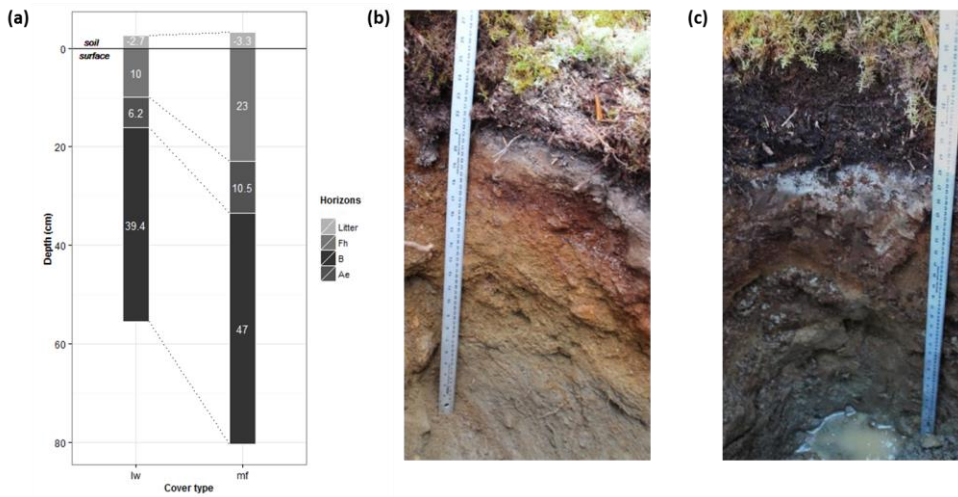 (a)
(b)
(c)
soil
surface
0
20
40
60
80
Depth (cm)
-2.7
10
6.2
39.4
-3.3
23
10.5
47
lw
mf
Cover type
Horizons
Litter
Fh
B
Ae